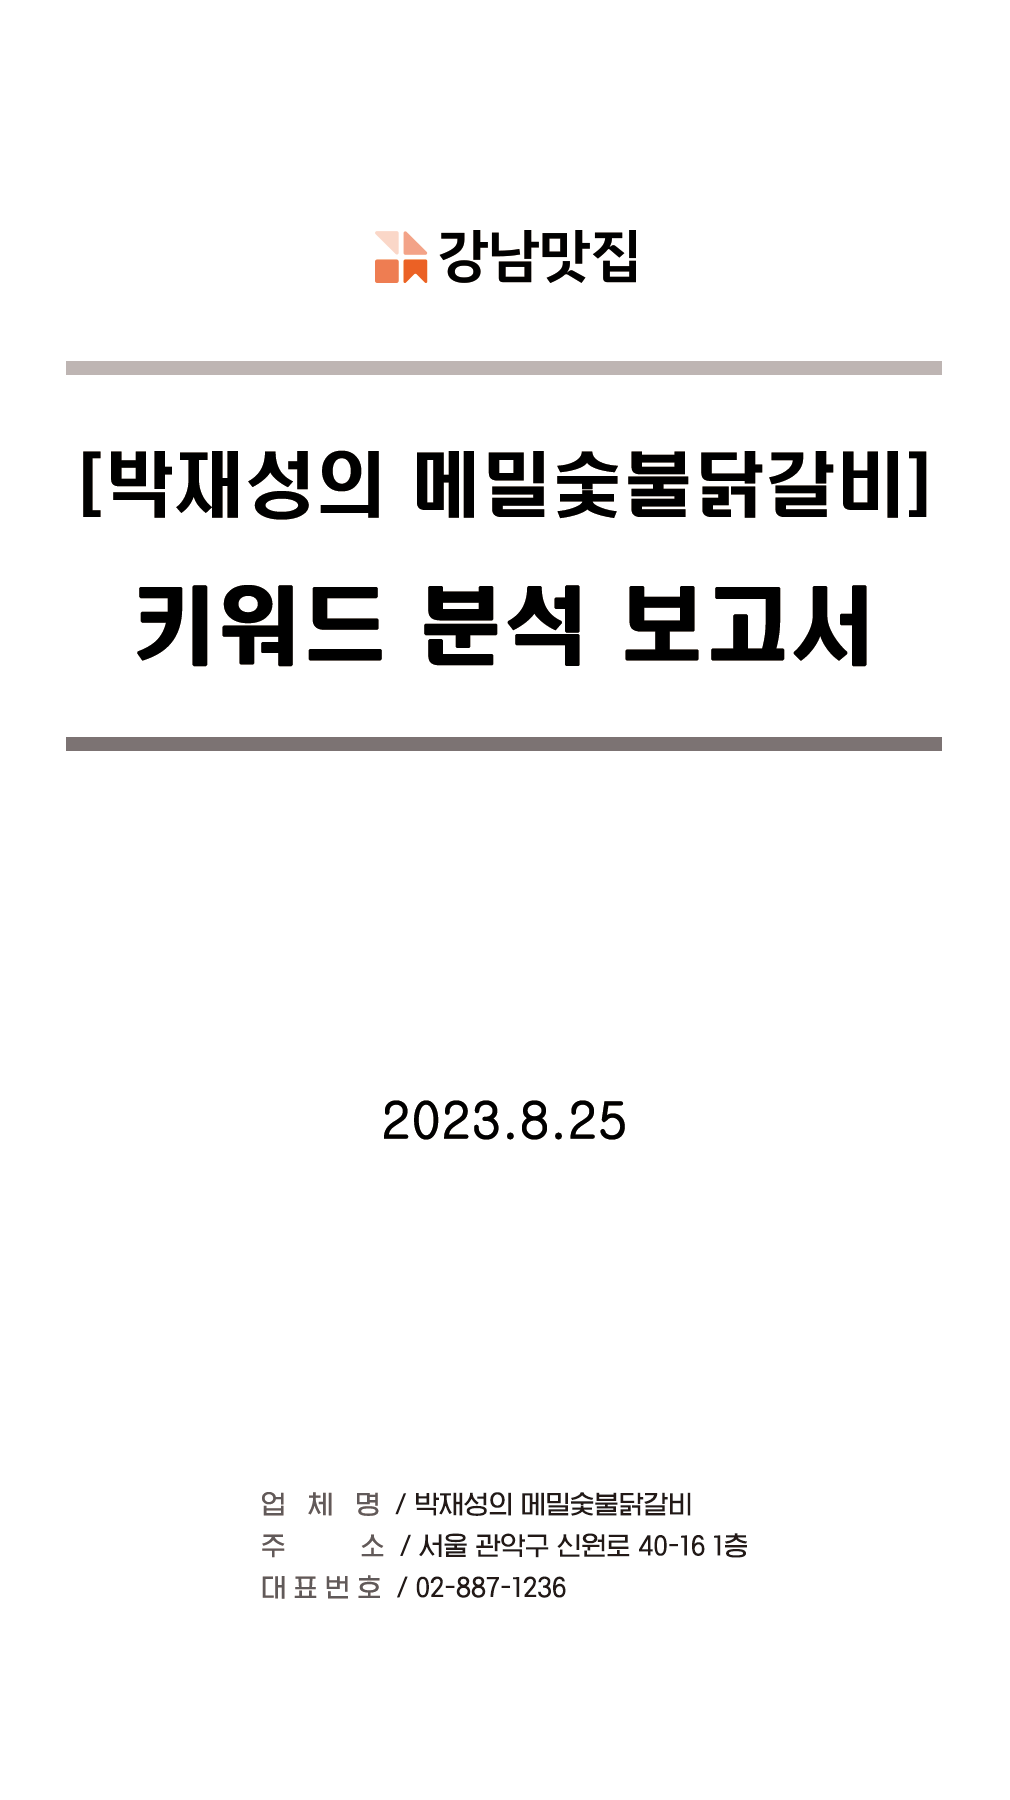 강남맛집
[박재성의 메밀숯불닭갈비]
키워드 분석 보고서
2023.8.25
업 체 명 / 박재성의 메밀숯불닭갈비
주 소 / 서울 관악구 신원로 40-16 1층
대표번호 / 02-887-1236